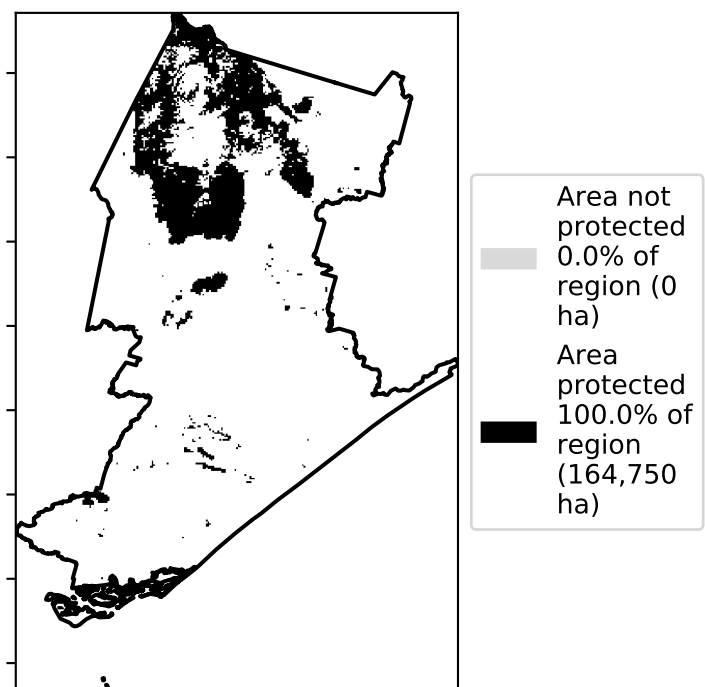 Area not
protected
0.0% of
region (0
ha)
Area
protected
100.0% of
region
(164,750
ha)